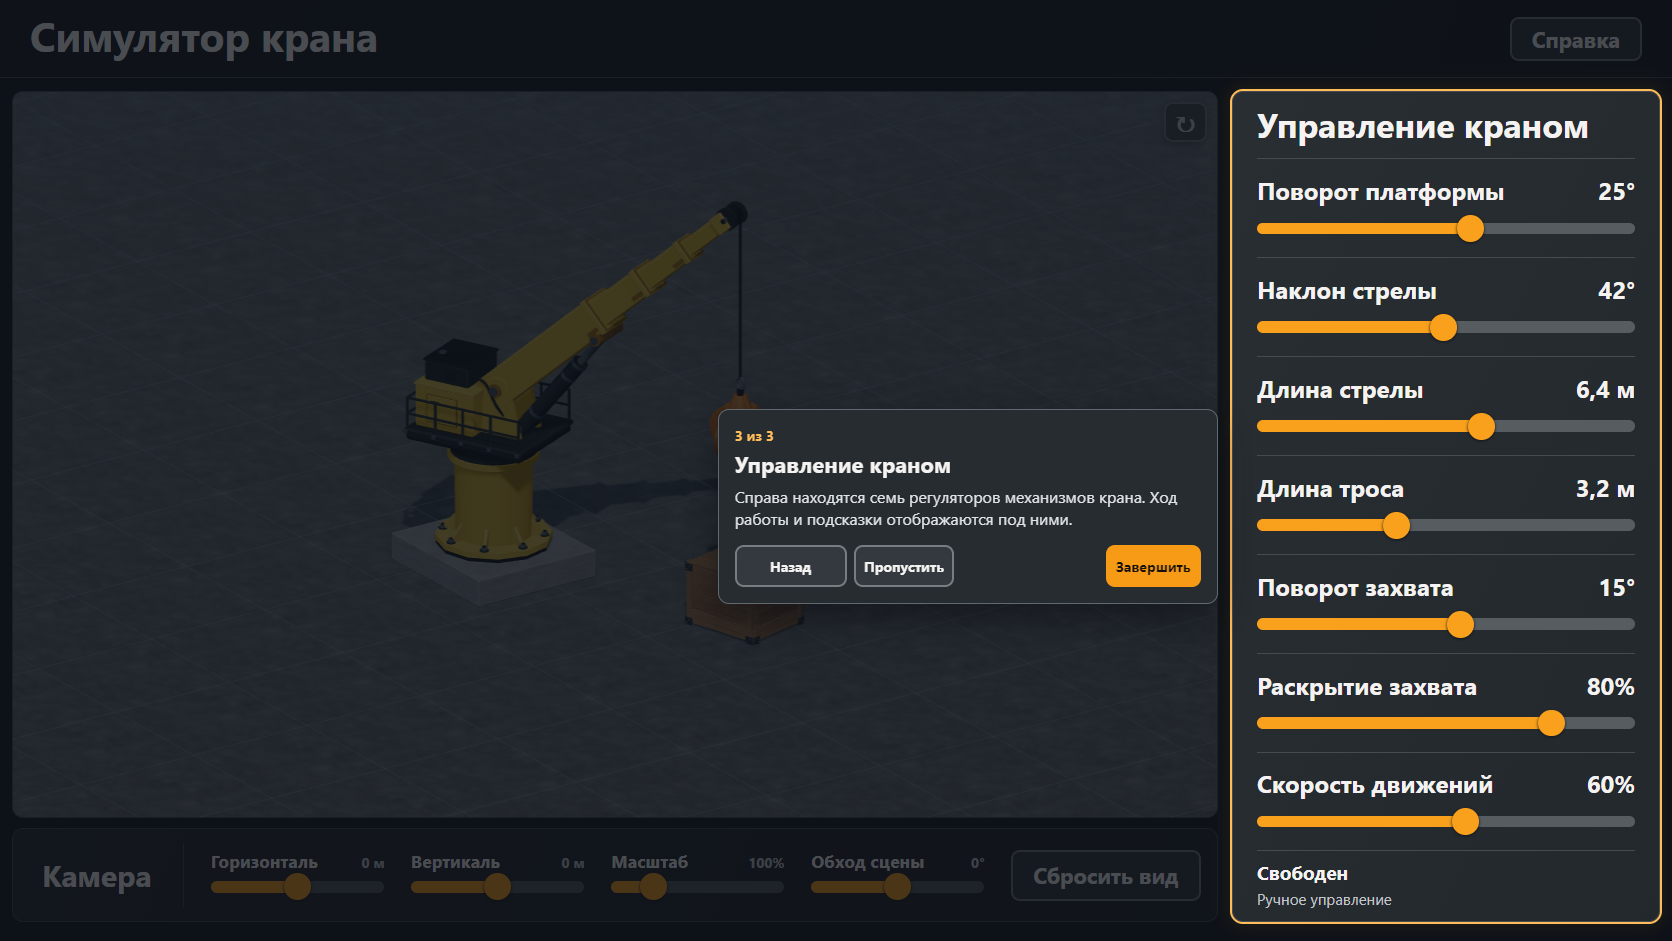 Симулятор крана
Справка
3 из 3
Управление краном
Справа находятся семь регуляторов механизмов крана. Ход
работы и подсказки отображаются под ними.
Назад
Пропустить
Завершить
Управление краном
Поворот платформы 25°
Наклон стрелы 42°
Длина стрелы 6,4 м
Длина троса 3,2 м
Поворот захвата 15°
Раскрытие захвата 80%
Скорость движений 60%
Свободен
Ручное управление
Камера
Горизонталь 0 м
Вертикаль 0 м
Масштаб 100%
Обход сцены 0°
Сбросить вид